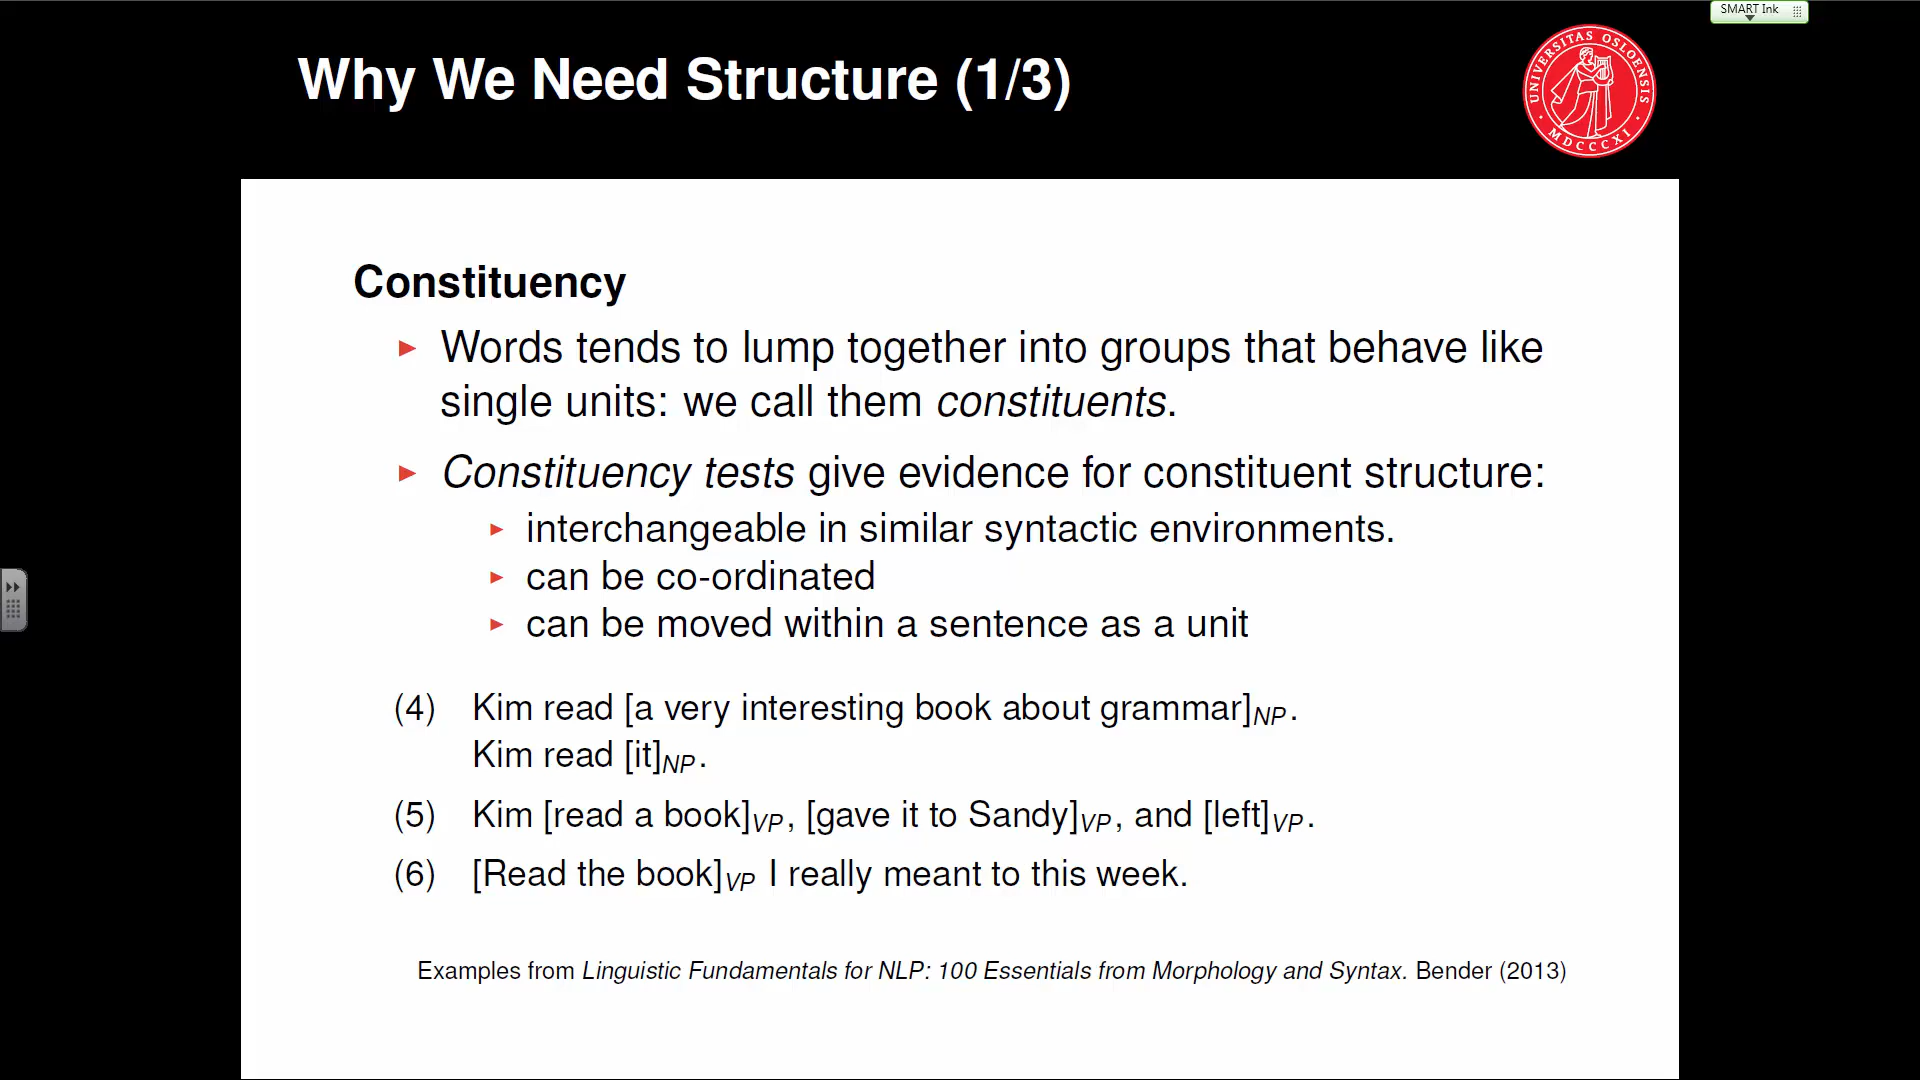 SMART Ink
Why We Need Structure (1/3)
UNIVERSITAS OSLOENSIS
MDCCCXI
Constituency
Words tends to lump together into groups that behave like
single units: we call them constituents.
Constituency tests give evidence for constituent structure:
interchangeable in similar syntactic environments.
can be co-ordinated
can be moved within a sentence as a unit
(4) Kim read [a very interesting book about grammar]NP.
Kim read [it]NP.
(5) Kim [read a book]VP, [gave it to Sandy]VP, and [left]VP.
(6) [Read the book]VP I really meant to this week.
Examples from Linguistic Fundamentals for NLP: 100 Essentials from Morphology and Syntax. Bender (2013)